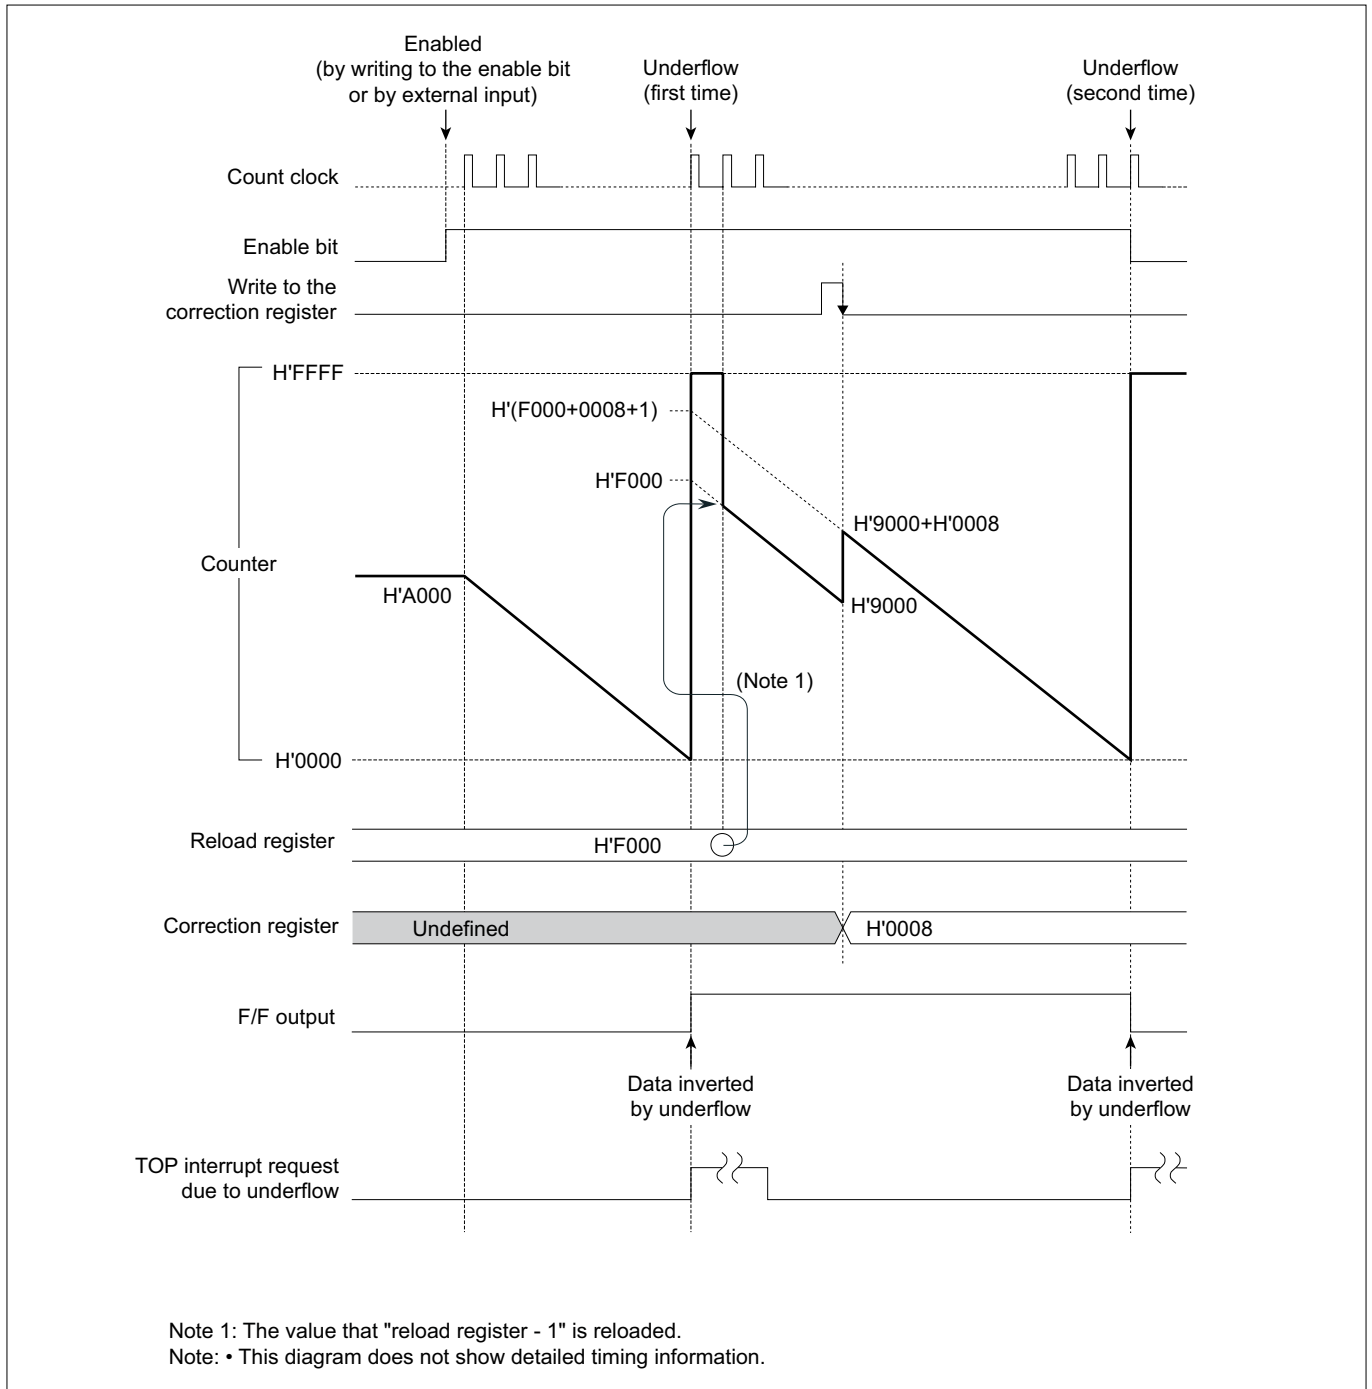 Enabled
(by writing to the enable bit
or by external input)
Underflow
(first time)
Underflow
(second time)
Count clock
Enable bit
Write to the
correction register
H'FFFF
H'(F000+0008+1)
H'F000
H'9000+H'0008
Counter
H'A000
H'9000
(Note 1)
H'0000
Reload register
H'F000
Correction register
Undefined
H'0008
F/F output
Data inverted
by underflow
Data inverted
by underflow
TOP interrupt request
due to underflow
Note 1: The value that "reload register - 1" is reloaded.
Note: • This diagram does not show detailed timing information.